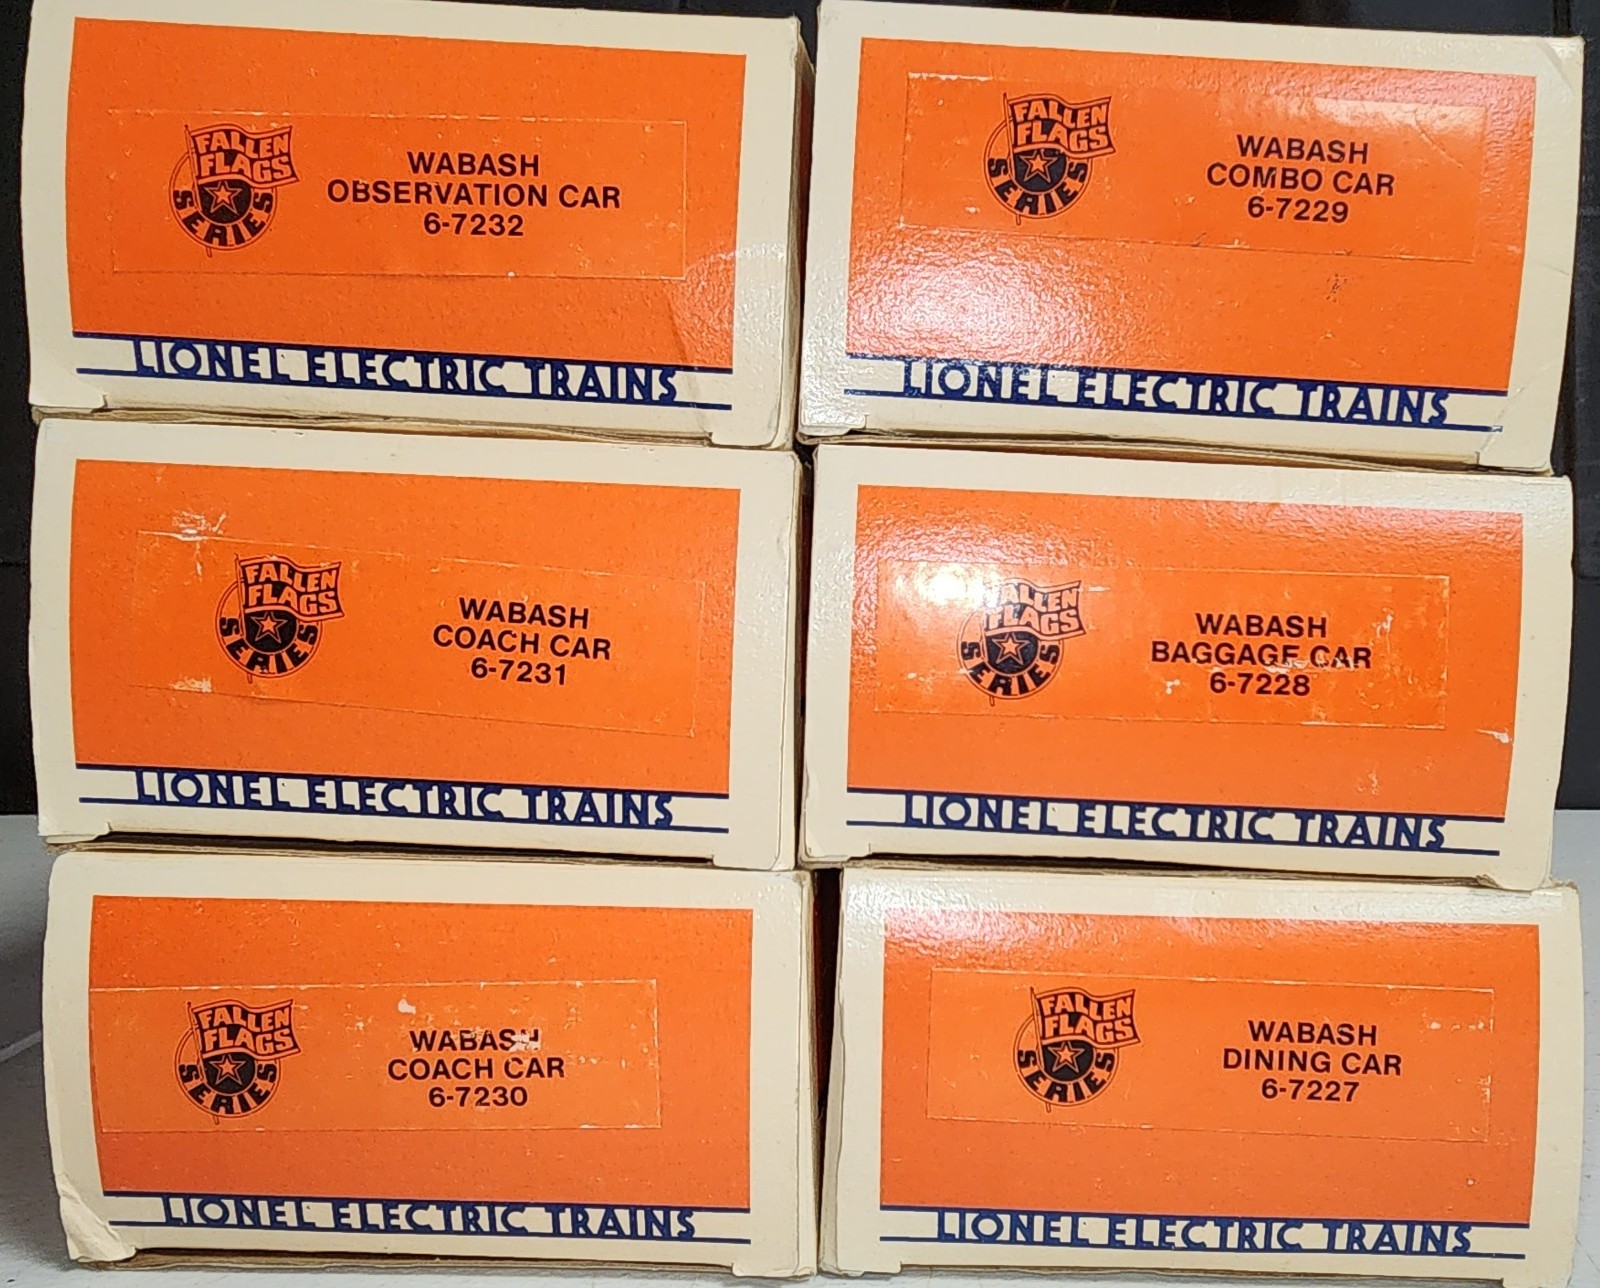 FALLEN
FLAGS
SERIES
WABASH
OBSERVATION CAR
6-7232
LIONEL ELECTRIC TRAINS
FALLEN
FLAGS
SERIES
WABASH
COMBO CAR
6-7229
LIONEL ELECTRIC TRAINS
FALLEN
FLAGS
SERIES
WABASH
COACH CAR
6-7231
LIONEL ELECTRIC TRAINS
FALLEN
FLAGS
SERIES
WABASH
BAGGAGE CAR
6-7228
LIONEL ELECTRIC TRAINS
FALLEN
FLAGS
SERIES
WABASH
COACH CAR
6-7230
LIONEL ELECTRIC TRAINS
FALLEN
FLAGS
SERIES
WABASH
DINING CAR
6-7227
LIONEL ELECTRIC TRAINS